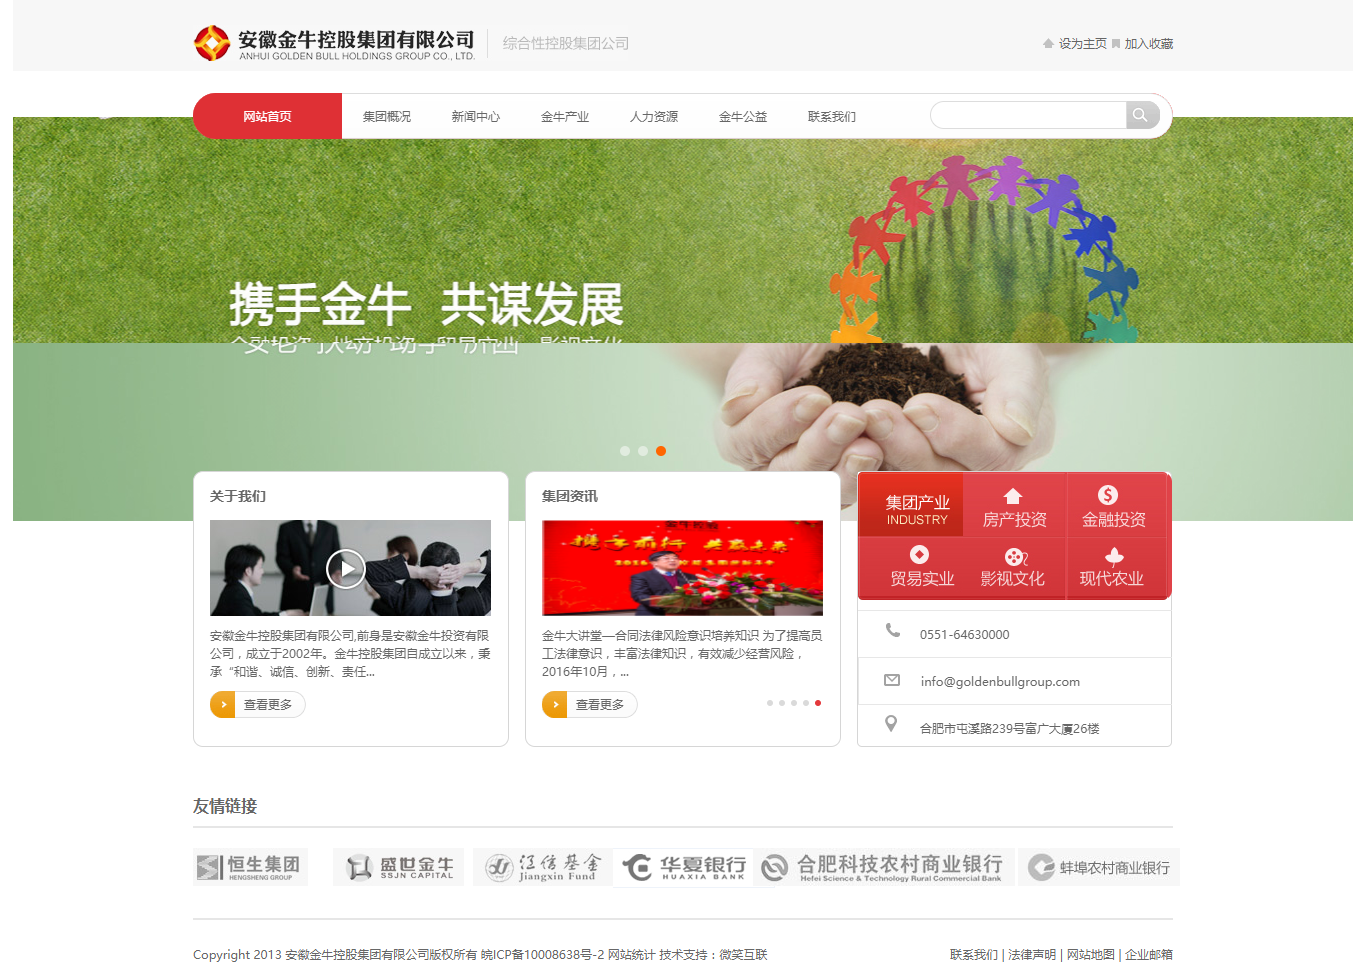 安徽金牛控股集团有限公司
ANHUI GOLDEN BULL HOLDINGS GROUP CO., LTD.
综合性控股集团公司
设为主页 加入收藏
网站首页 集团概况 新闻中心 金牛产业 人力资源 金牛公益 联系我们
携手金牛 共谋发展
关于我们
安徽金牛控股集团有限公司,前身是安徽金牛投资有限
公司，成立于2002年。金牛控股集团自成立以来，秉
承“和谐、诚信、创新、责任...
查看更多
集团资讯
携手前行 共赢未来
金牛大讲堂—合同法律风险意识培养知识 为了提高员
工法律意识，丰富法律知识，有效减少经营风险，
2016年10月，...
查看更多
集团产业
INDUSTRY
房产投资
金融投资
贸易实业
影视文化
现代农业
0551-64630000
info@goldenbullgroup.com
合肥市屯溪路239号富广大厦26楼
友情链接
恒生集团
HENGSHENG GROUP
盛世金牛
SSJN CAPITAL
江信基金
Jiangxin Fund
华夏银行
HUAXIA BANK
合肥科技农村商业银行
Hefei Science & Technology Rural Commercial Bank
蚌埠农村商业银行
Copyright 2013 安徽金牛控股集团有限公司版权所有 皖ICP备10008638号-2 网站统计 技术支持：微笑互联
联系我们 | 法律声明 | 网站地图 | 企业邮箱